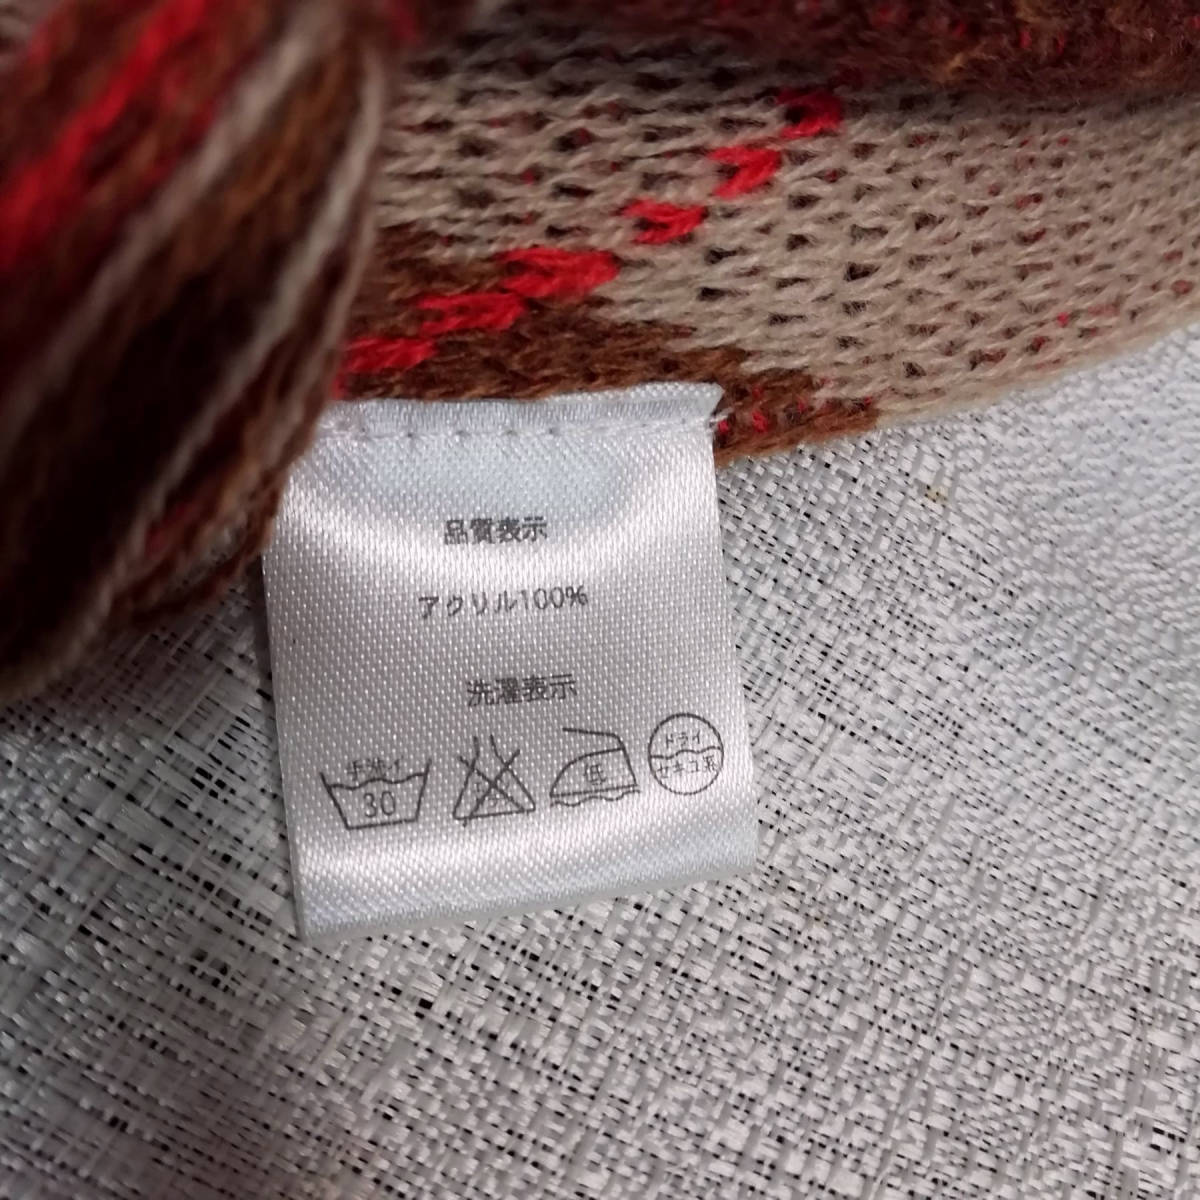 品質表示
アクリル100%
洗濯表示
手洗イ
30
低
ドライ
セキユ系